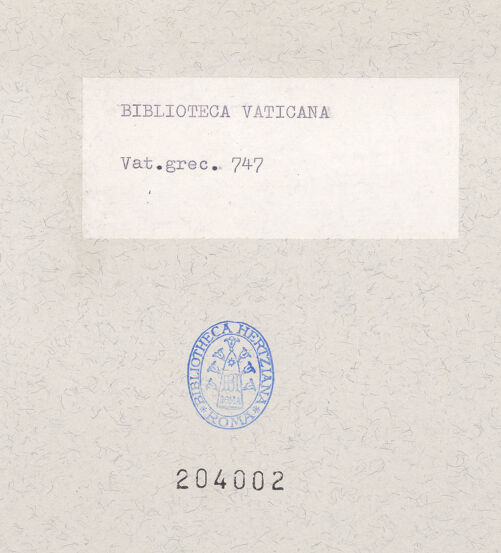 BIBLIOTECA VATICANA
Vat.grec. 747
BIBLIOTHECA HERTZIANA
* ROMA *
204002